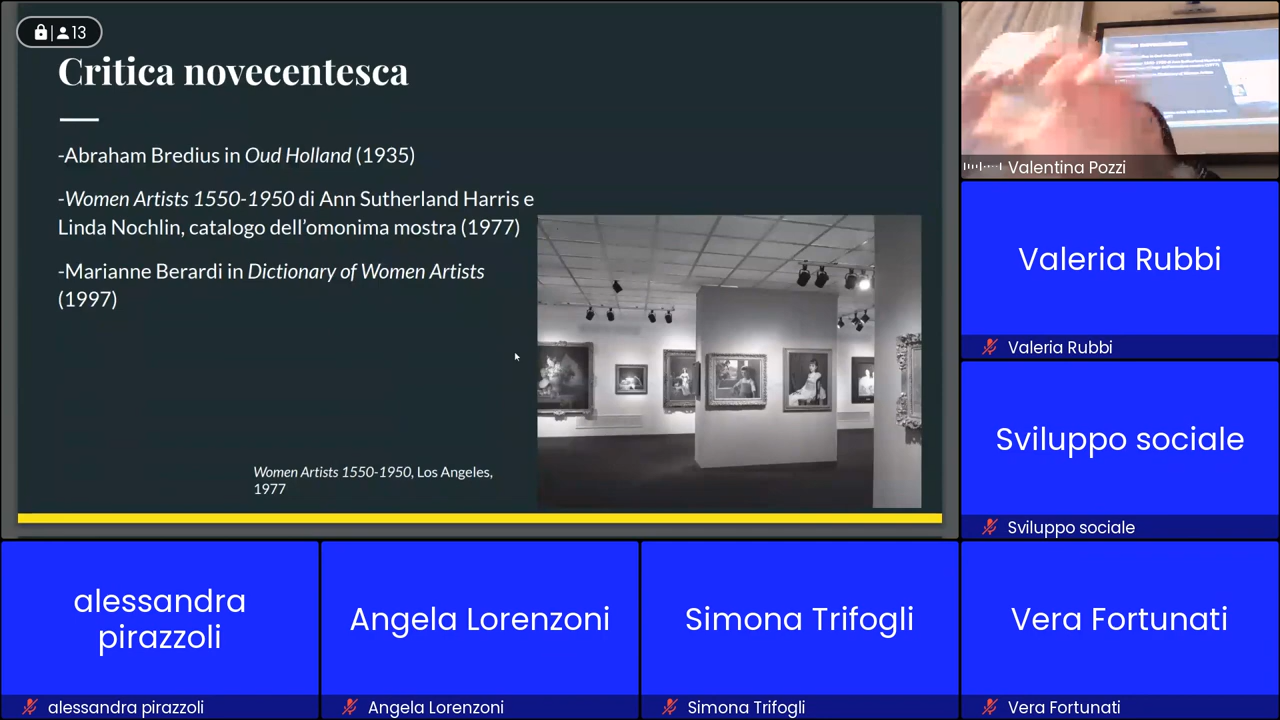 13
Critica novecentesca
-Abraham Bredius in Oud Holland (1935)
-Women Artists 1550-1950 di Ann Sutherland Harris e
Linda Nochlin, catalogo dell’omonima mostra (1977)
-Marianne Berardi in Dictionary of Women Artists
(1997)
Women Artists 1550-1950, Los Angeles,
1977
Valentina Pozzi
Valeria Rubbi
Valeria Rubbi
Sviluppo sociale
Sviluppo sociale
alessandra
pirazzoli
alessandra pirazzoli
Angela Lorenzoni
Angela Lorenzoni
Simona Trifogli
Simona Trifogli
Vera Fortunati
Vera Fortunati